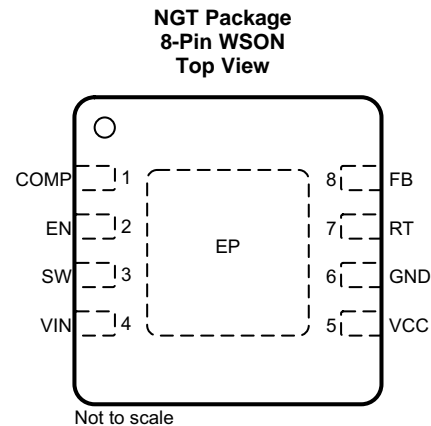 NGT Package
8-Pin WSON
Top View
COMP 1 8 FB
EN 2 7 RT
EP
SW 3 6 GND
VIN 4 5 VCC
Not to scale